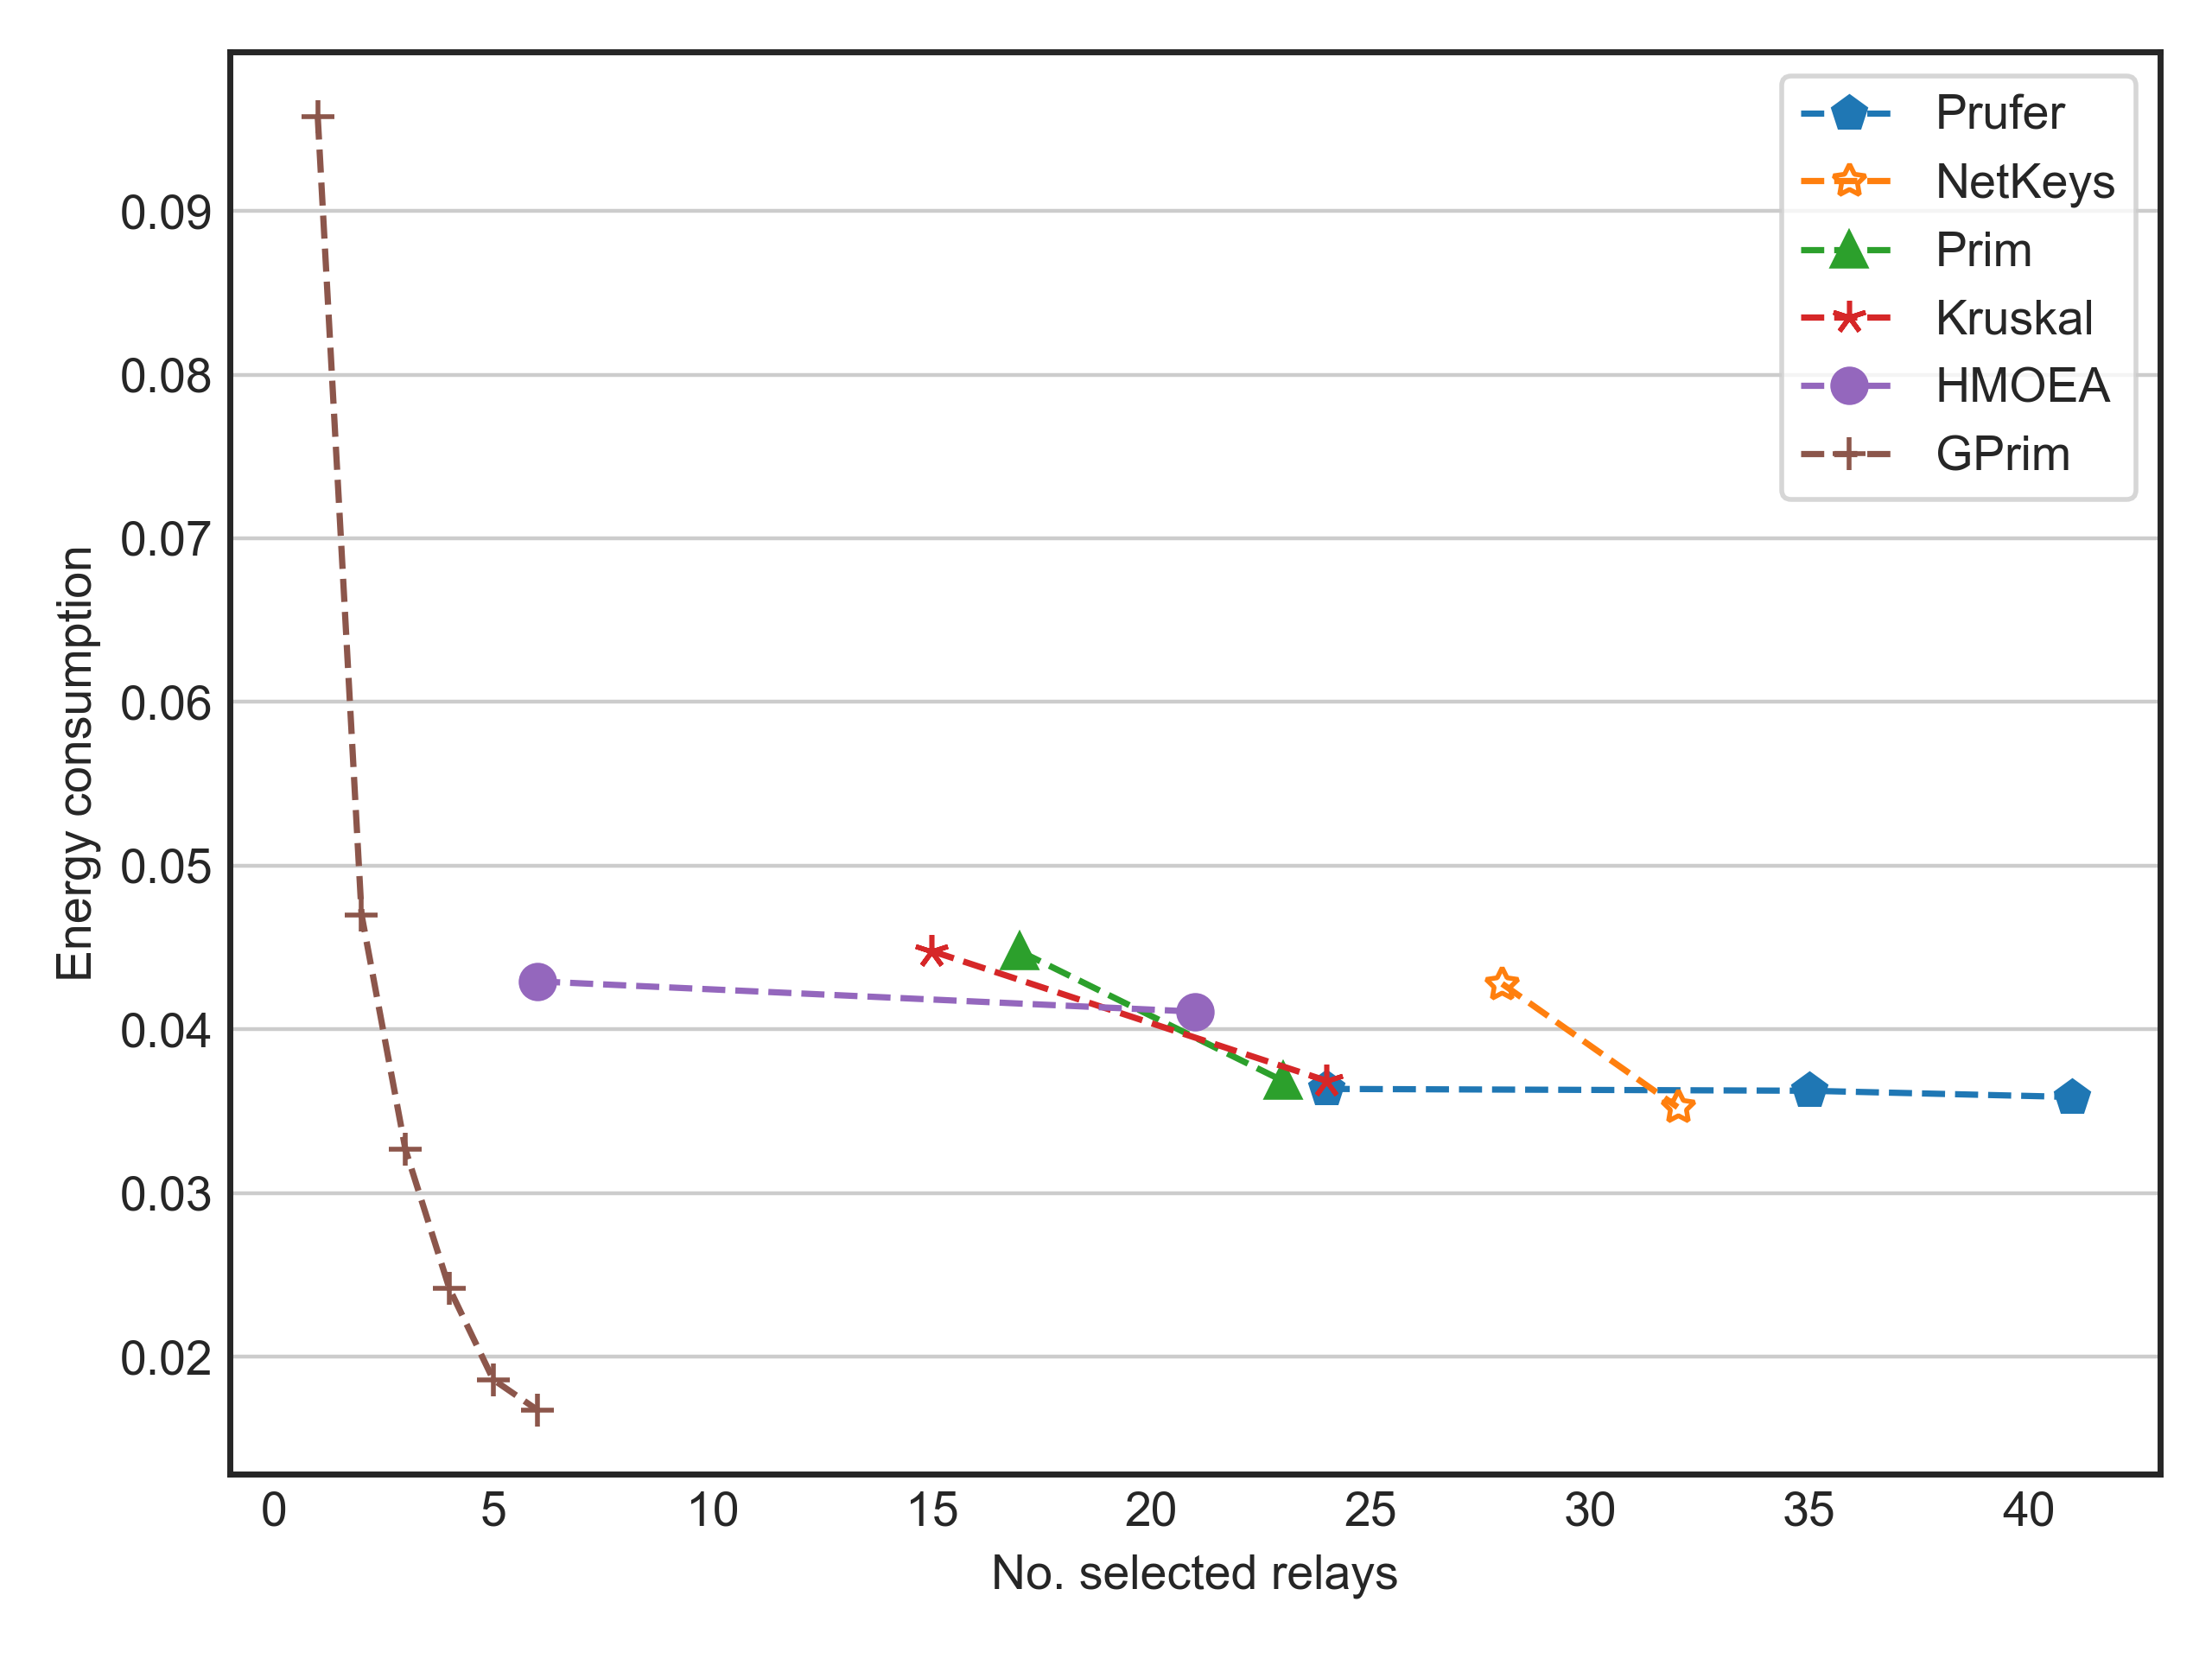 Prufer
NetKeys
Prim
Kruskal
HMOEA
GPrim
Energy consumption
0.09
0.08
0.07
0.06
0.05
0.04
0.03
0.02
0 5 10 15 20 25 30 35 40
No. selected relays